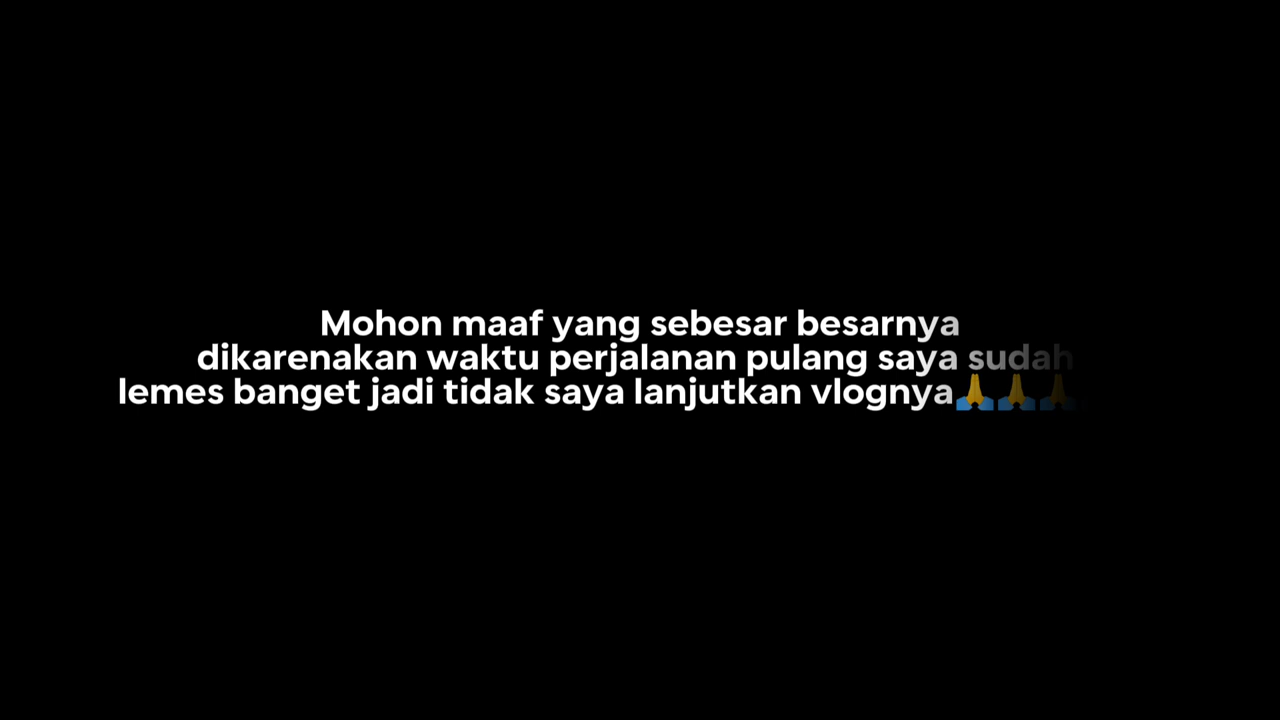 Mohon maaf yang sebesar besarnya
dikarenakan waktu perjalanan pulang saya sudah
lemes banget jadi tidak saya lanjutkan vlognya🙏🙏🙏